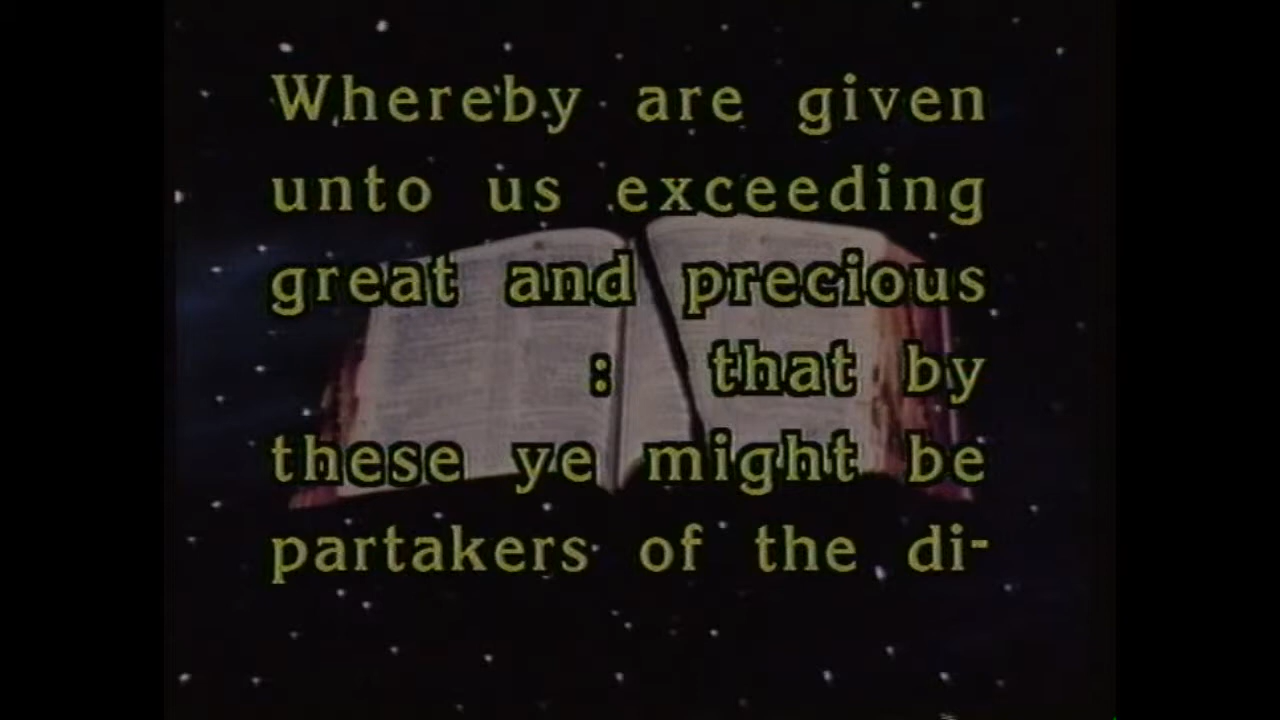 Whereby are given
unto us exceeding
great and precious
: that by
these ye might be
partakers of the di-